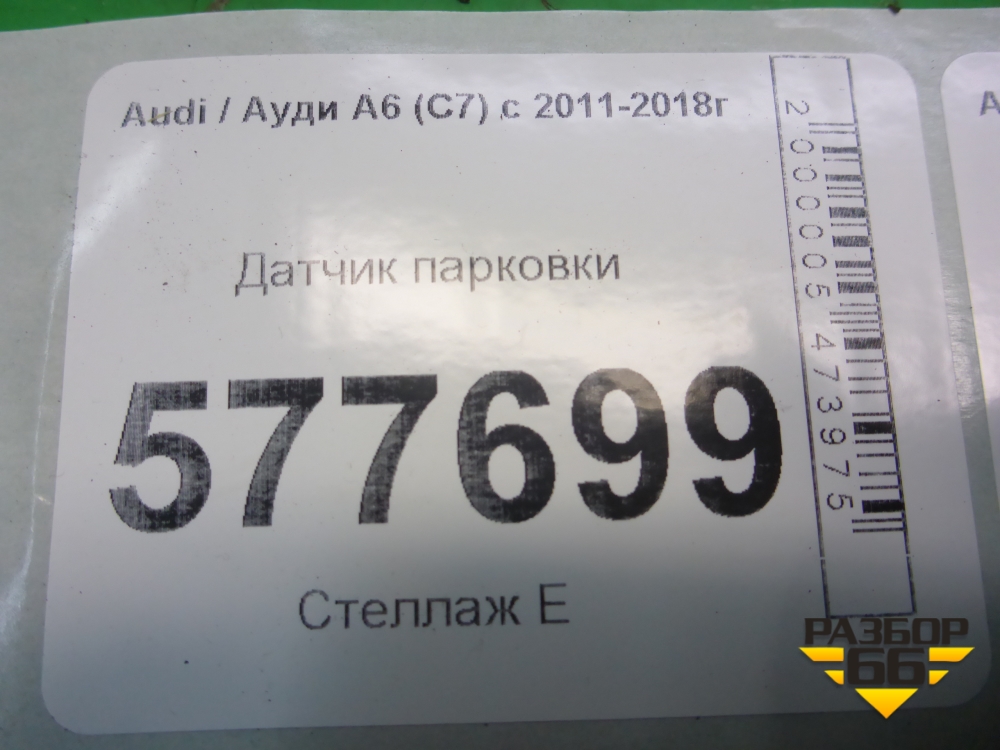 Audi / Ауди А6 (С7) с 2011-2018г
Датчик парковки
577699
Стеллаж Е
2000005473975
А
РАЗБОР
66